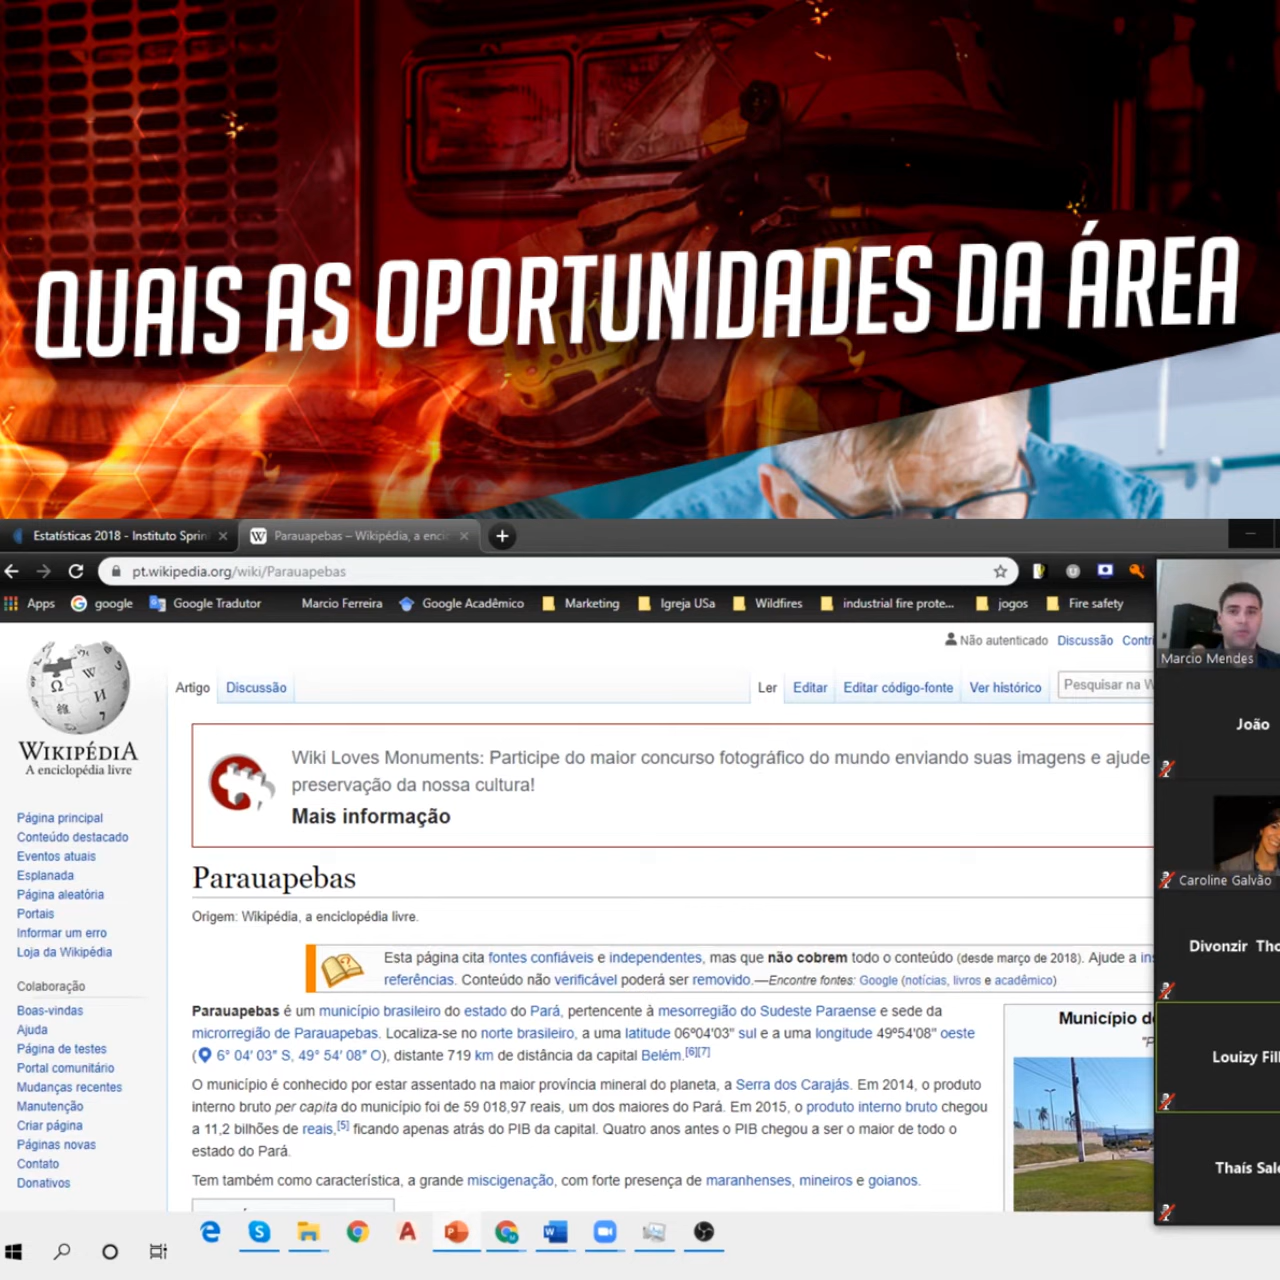 QUAIS AS OPORTUNIDADES DA ÁREA
Estatísticas 2018 - Instituto Sprin
Parauapebas – Wikipédia, a enci
pt.wikipedia.org/wiki/Parauapebas
Apps google Google Tradutor Marcio Ferreira Google Acadêmico Marketing Igreja USa Wildfires industrial fire prote... jogos Fire safety
Não autenticado Discussão Contri
Artigo Discussão Ler Editar Editar código-fonte Ver histórico Pesquisar na W
WIKIPÉDIA
A enciclopédia livre
Página principal
Conteúdo destacado
Eventos atuais
Esplanada
Página aleatória
Portais
Informar um erro
Loja da Wikipédia
Colaboração
Boas-vindas
Ajuda
Página de testes
Portal comunitário
Mudanças recentes
Manutenção
Criar página
Páginas novas
Contato
Donativos
Wiki Loves Monuments: Participe do maior concurso fotográfico do mundo enviando suas imagens e ajude
preservação da nossa cultura!
Mais informação
Parauapebas
Origem: Wikipédia, a enciclopédia livre.
Esta página cita fontes confiáveis e independentes, mas que não cobrem todo o conteúdo (desde março de 2018). Ajude a in
referências. Conteúdo não verificável poderá ser removido.—Encontre fontes: Google (notícias, livros e acadêmico)
Parauapebas é um município brasileiro do estado do Pará, pertencente à mesorregião do Sudeste Paraense e sede da
microrregião de Parauapebas. Localiza-se no norte brasileiro, a uma latitude 06º04'03" sul e a uma longitude 49º54'08" oeste
(6° 04′ 03″ S, 49° 54′ 08″ O), distante 719 km de distância da capital Belém.[6][7]
O município é conhecido por estar assentado na maior província mineral do planeta, a Serra dos Carajás. Em 2014, o produto
interno bruto per capita do município foi de 59 018,97 reais, um dos maiores do Pará. Em 2015, o produto interno bruto chegou
a 11,2 bilhões de reais,[5] ficando apenas atrás do PIB da capital. Quatro anos antes o PIB chegou a ser o maior de todo o
estado do Pará.
Tem também como característica, a grande miscigenação, com forte presença de maranhenses, mineiros e goianos.
Município d
"P
Marcio Mendes
João
Caroline Galvão
Divonzir Tho
Louizy Fil
Thaís Sal